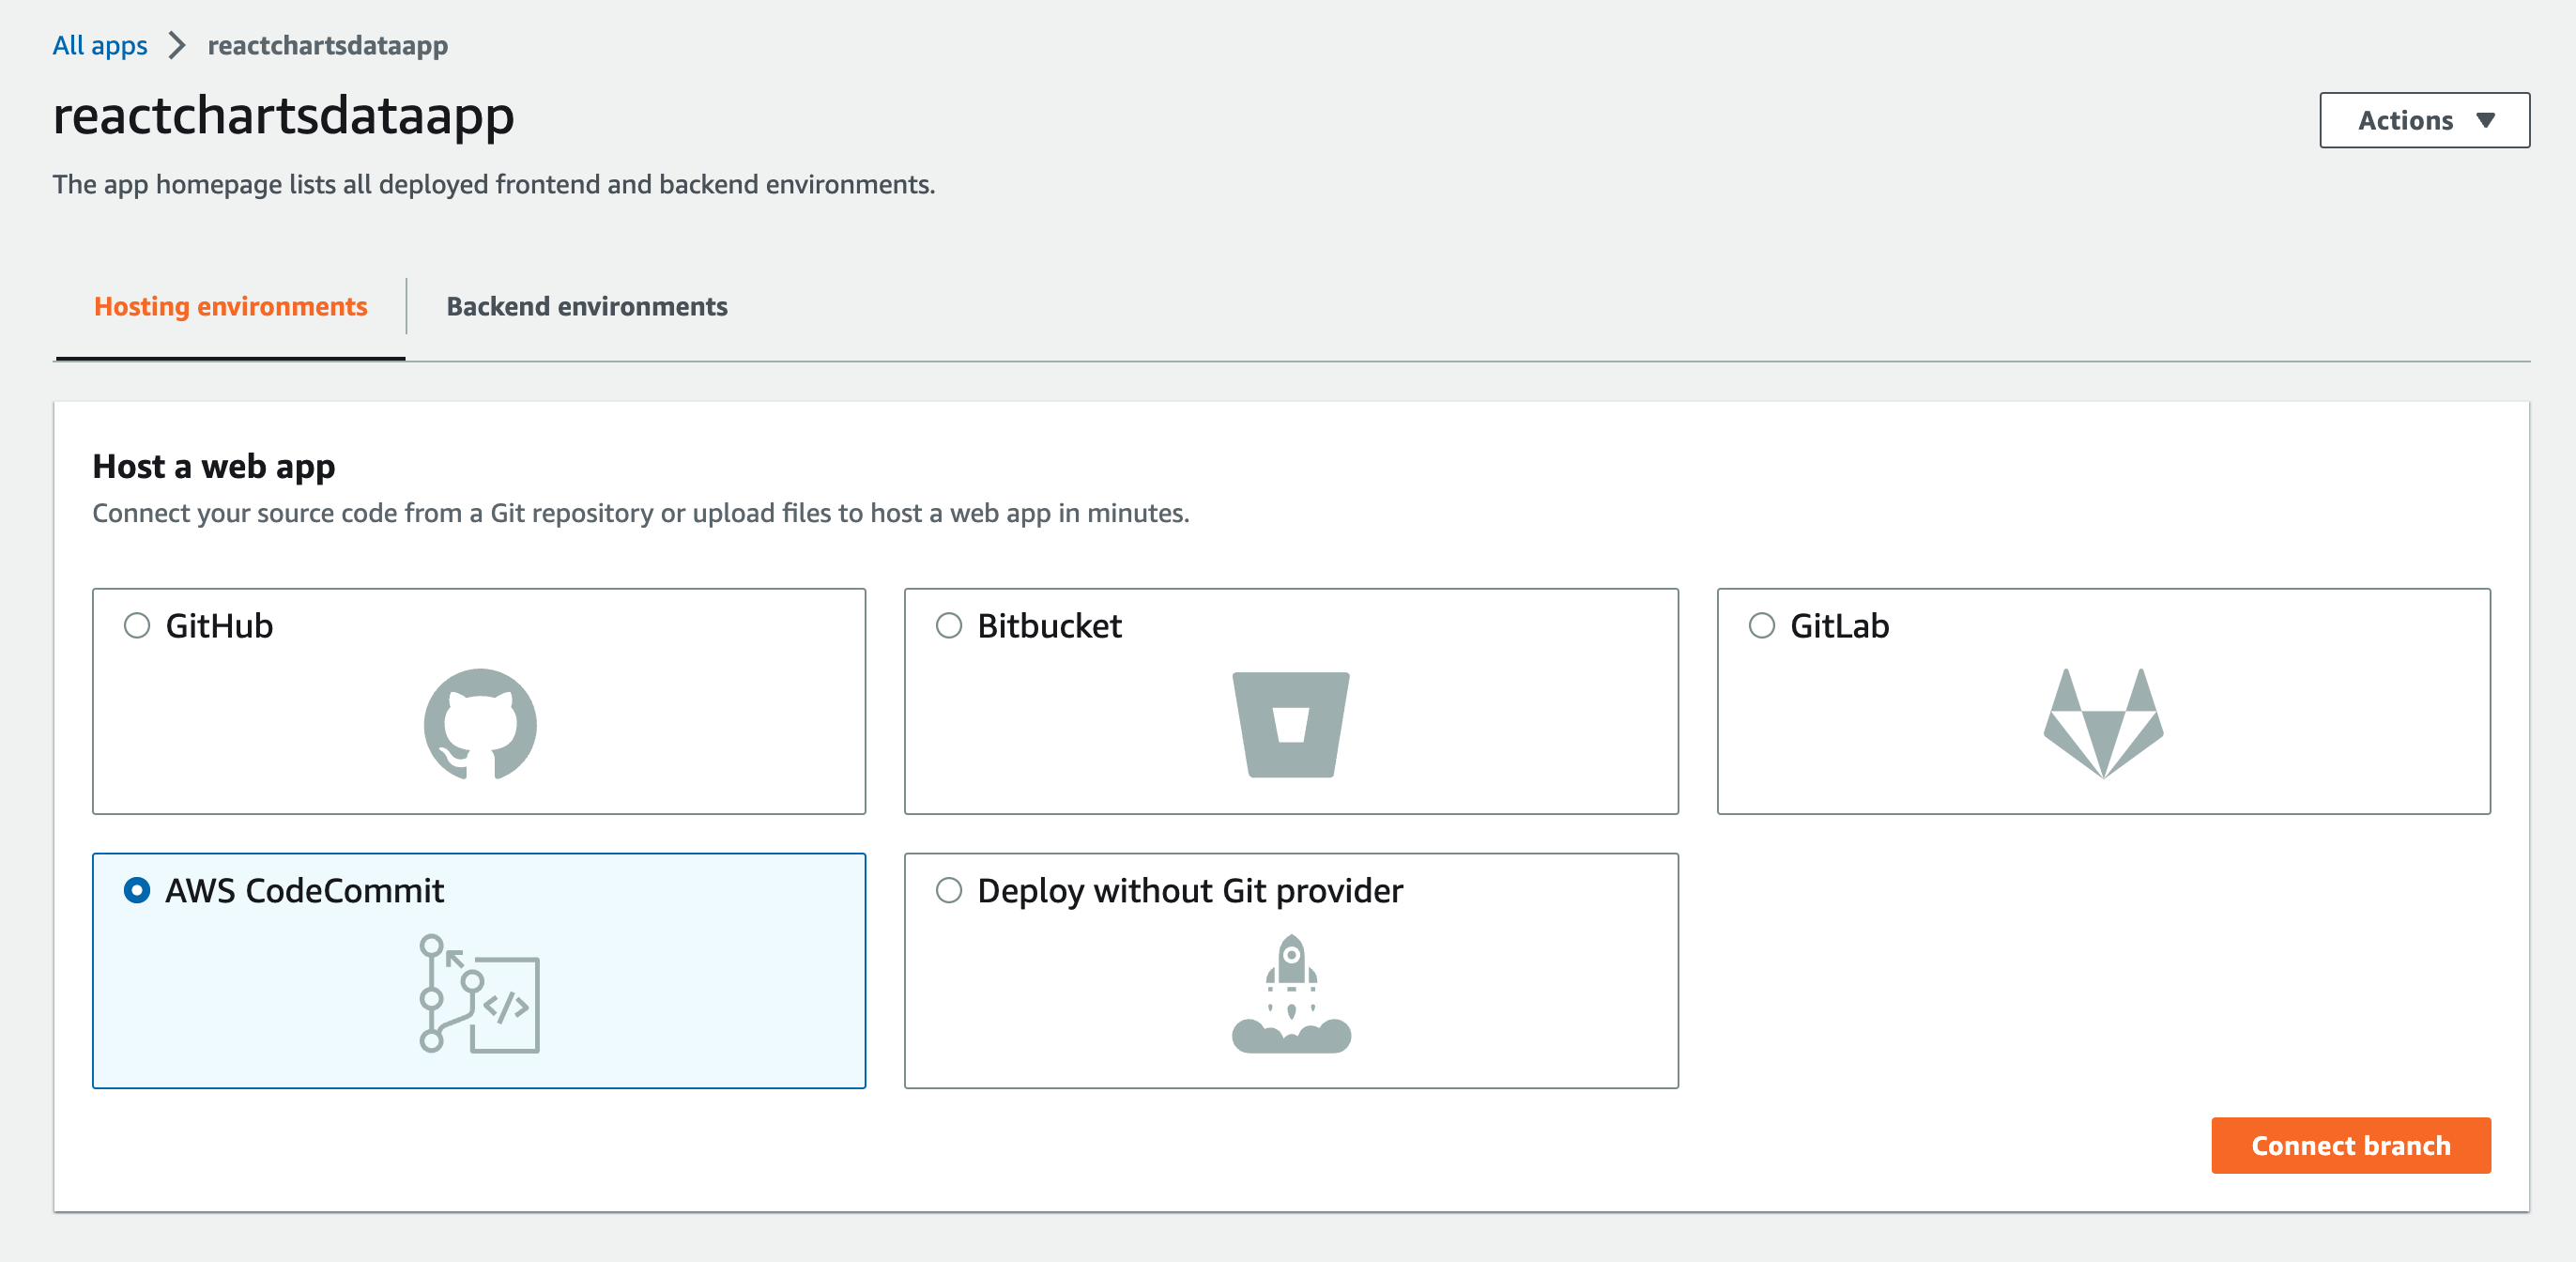 All apps > reactchartsdataapp
reactchartsdataapp
Actions
The app homepage lists all deployed frontend and backend environments.
Hosting environments
Backend environments
Host a web app
Connect your source code from a Git repository or upload files to host a web app in minutes.
GitHub
Bitbucket
GitLab
AWS CodeCommit
Deploy without Git provider
</>
Connect branch